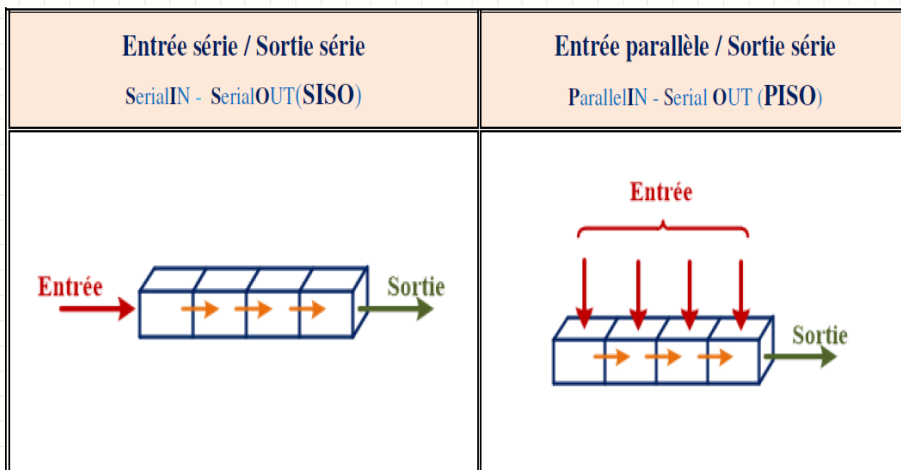 Entrée série / Sortie série
SerialIN - SerialOUT(SISO)
Entrée parallèle / Sortie série
ParallelIN - Serial OUT (PISO)
Entrée
Sortie
Entrée
Sortie